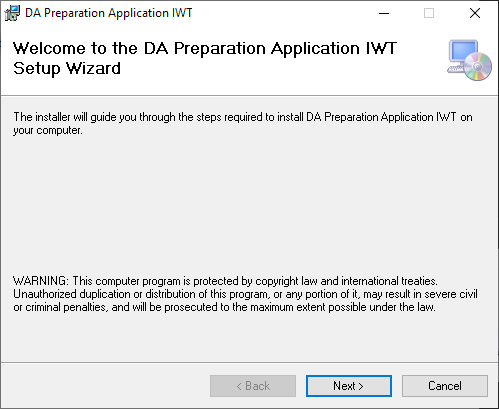 DA Preparation Application IWT
Welcome to the DA Preparation Application IWT
Setup Wizard
The installer will guide you through the steps required to install DA Preparation Application IWT on
your computer.
WARNING: This computer program is protected by copyright law and international treaties.
Unauthorized duplication or distribution of this program, or any portion of it, may result in severe civil
or criminal penalties, and will be prosecuted to the maximum extent possible under the law.
< Back
Next >
Cancel